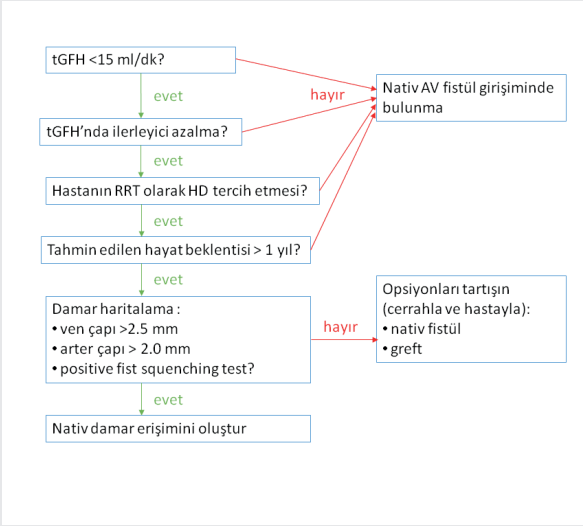 tGFH <15 ml/dk?
evet
hayır
Nativ AV fistül girişiminde
bulunma
tGFH’nda ilerleyici azalma?
evet
Hastanın RRT olarak HD tercih etmesi?
evet
Tahmin edilen hayat beklentisi > 1 yıl?
evet
Damar haritalama :
• ven çapı >2.5 mm
• arter çapı > 2.0 mm
• positive fist squenching test?
hayır
Opsiyonları tartışın
(cerrahla ve hastayla):
• nativ fistül
• greft
evet
Nativ damar erişimini oluştur